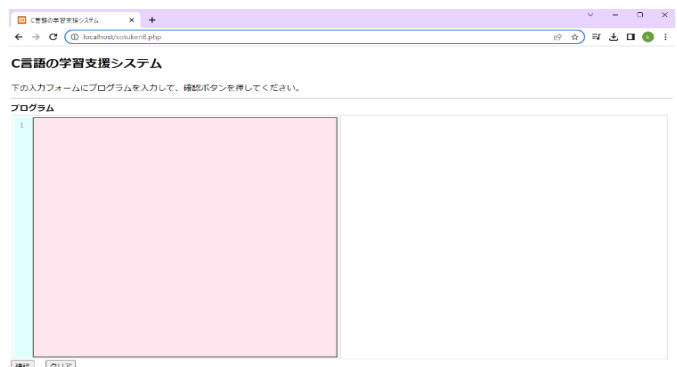 C言語の学習支援システム
localhost/sotuken8.php
C言語の学習支援システム
下の入力フォームにプログラムを入力して、確認ボタンを押してください。
プログラム
1
確認 クリア